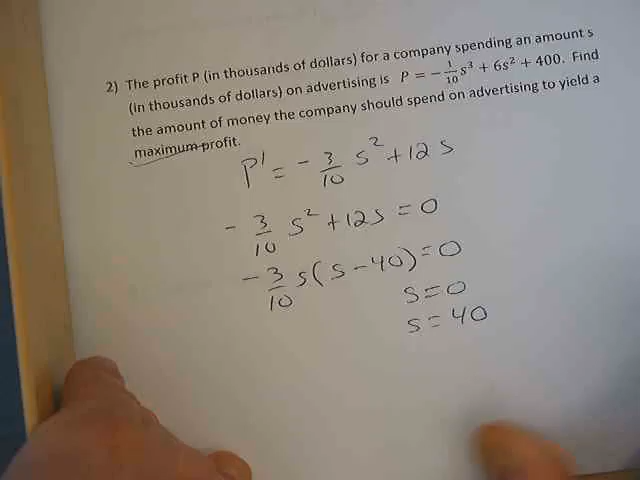 2) The profit P (in thousands of dollars) for a company spending an amount s
(in thousands of dollars) on advertising is P = −1/10 s³ + 6s² + 400. Find
the amount of money the company should spend on advertising to yield a
maximum profit.
P' = − 3/10 s² + 12s
− 3/10 s² + 12s = 0
− 3/10 s(s − 40) = 0
s = 0
s = 40